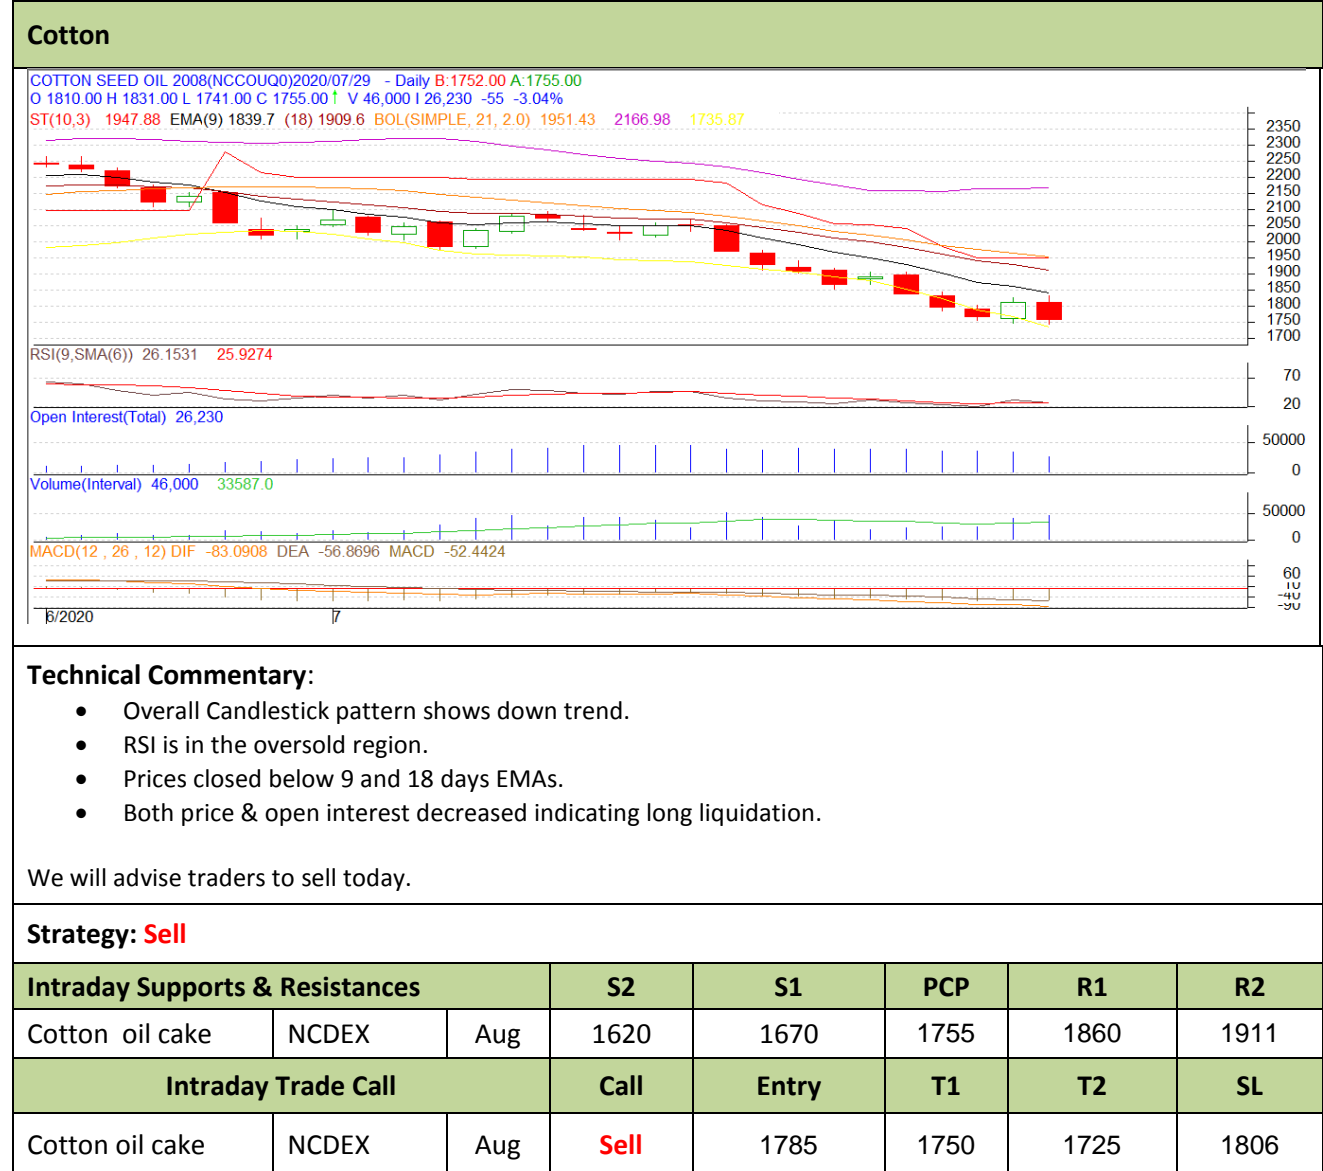 Cotton
COTTON SEED OIL 2008(NCCOUQ0)2020/07/29 - Daily B:1752.00 A:1755.00
O 1810.00 H 1831.00 L 1741.00 C 1755.00↑ V 46,000 I 26,230 -55 -3.04%
ST(10,3) 1947.88 EMA(9) 1839.7 (18) 1909.6 BOL(SIMPLE, 21, 2.0) 1951.43 2166.98 1735.87
2350
2300
2250
2200
2150
2100
2050
2000
1950
1900
1850
1800
1750
1700
RSI(9,SMA(6)) 26.1531 25.9274
70
20
Open Interest(Total) 26,230
50000
0
Volume(Interval) 46,000 33587.0
50000
0
MACD(12 , 26 , 12) DIF -83.0908 DEA -56.8696 MACD -52.4424
60
10
-40
-90
6/2020 7
Technical Commentary:
• Overall Candlestick pattern shows down trend.
• RSI is in the oversold region.
• Prices closed below 9 and 18 days EMAs.
• Both price & open interest decreased indicating long liquidation.
We will advise traders to sell today.
Strategy: Sell
Intraday Supports & Resistances S2 S1 PCP R1 R2
Cotton oil cake NCDEX Aug 1620 1670 1755 1860 1911
Intraday Trade Call Call Entry T1 T2 SL
Cotton oil cake NCDEX Aug Sell 1785 1750 1725 1806